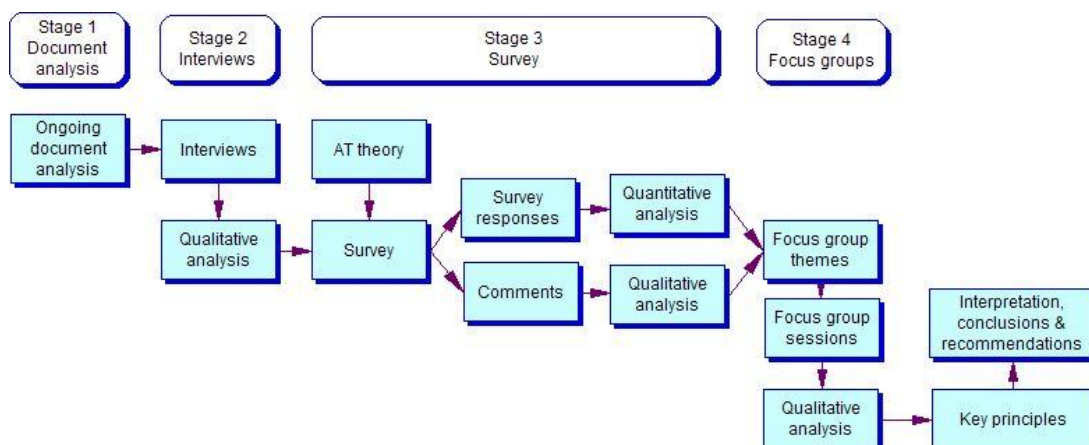 Stage 1
Document
analysis
Stage 2
Interviews
Stage 3
Survey
Stage 4
Focus groups
Ongoing
document
analysis
Interviews
AT theory
Qualitative
analysis
Survey
Survey
responses
Quantitative
analysis
Comments
Qualitative
analysis
Focus group
themes
Focus group
sessions
Qualitative
analysis
Key principles
Interpretation,
conclusions &
recommendations